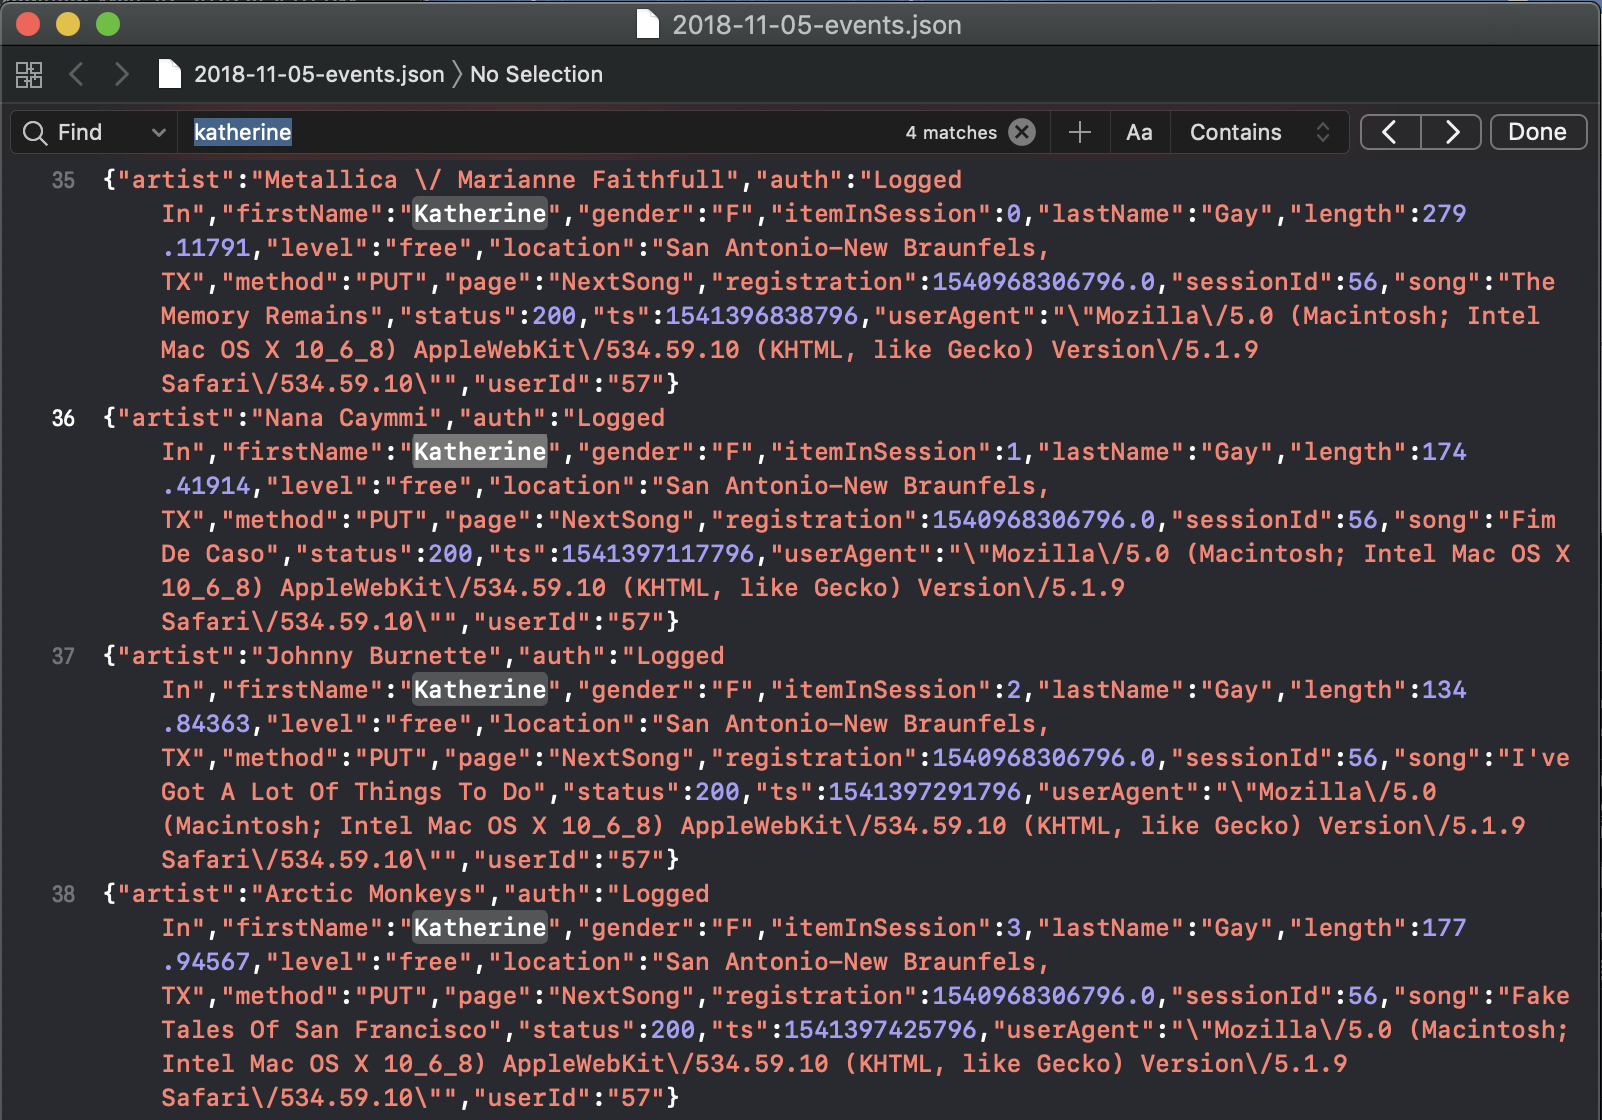 2018-11-05-events.json
2018-11-05-events.json 〉 No Selection
Find katherine 4 matches Aa Contains Done
35 {"artist":"Metallica \/ Marianne Faithfull","auth":"Logged
In","firstName":"Katherine","gender":"F","itemInSession":0,"lastName":"Gay","length":279
.11791,"level":"free","location":"San Antonio-New Braunfels,
TX","method":"PUT","page":"NextSong","registration":1540968306796.0,"sessionId":56,"song":"The
Memory Remains","status":200,"ts":1541396838796,"userAgent":"\"Mozilla\/5.0 (Macintosh; Intel
Mac OS X 10_6_8) AppleWebKit\/534.59.10 (KHTML, like Gecko) Version\/5.1.9
Safari\/534.59.10\"","userId":"57"}
36 {"artist":"Nana Caymmi","auth":"Logged
In","firstName":"Katherine","gender":"F","itemInSession":1,"lastName":"Gay","length":174
.41914,"level":"free","location":"San Antonio-New Braunfels,
TX","method":"PUT","page":"NextSong","registration":1540968306796.0,"sessionId":56,"song":"Fim
De Caso","status":200,"ts":1541397117796,"userAgent":"\"Mozilla\/5.0 (Macintosh; Intel Mac OS X
10_6_8) AppleWebKit\/534.59.10 (KHTML, like Gecko) Version\/5.1.9
Safari\/534.59.10\"","userId":"57"}
37 {"artist":"Johnny Burnette","auth":"Logged
In","firstName":"Katherine","gender":"F","itemInSession":2,"lastName":"Gay","length":134
.84363,"level":"free","location":"San Antonio-New Braunfels,
TX","method":"PUT","page":"NextSong","registration":1540968306796.0,"sessionId":56,"song":"I've
Got A Lot Of Things To Do","status":200,"ts":1541397291796,"userAgent":"\"Mozilla\/5.0
(Macintosh; Intel Mac OS X 10_6_8) AppleWebKit\/534.59.10 (KHTML, like Gecko) Version\/5.1.9
Safari\/534.59.10\"","userId":"57"}
38 {"artist":"Arctic Monkeys","auth":"Logged
In","firstName":"Katherine","gender":"F","itemInSession":3,"lastName":"Gay","length":177
.94567,"level":"free","location":"San Antonio-New Braunfels,
TX","method":"PUT","page":"NextSong","registration":1540968306796.0,"sessionId":56,"song":"Fake
Tales Of San Francisco","status":200,"ts":1541397425796,"userAgent":"\"Mozilla\/5.0 (Macintosh;
Intel Mac OS X 10_6_8) AppleWebKit\/534.59.10 (KHTML, like Gecko) Version\/5.1.9
Safari\/534.59.10\"","userId":"57"}